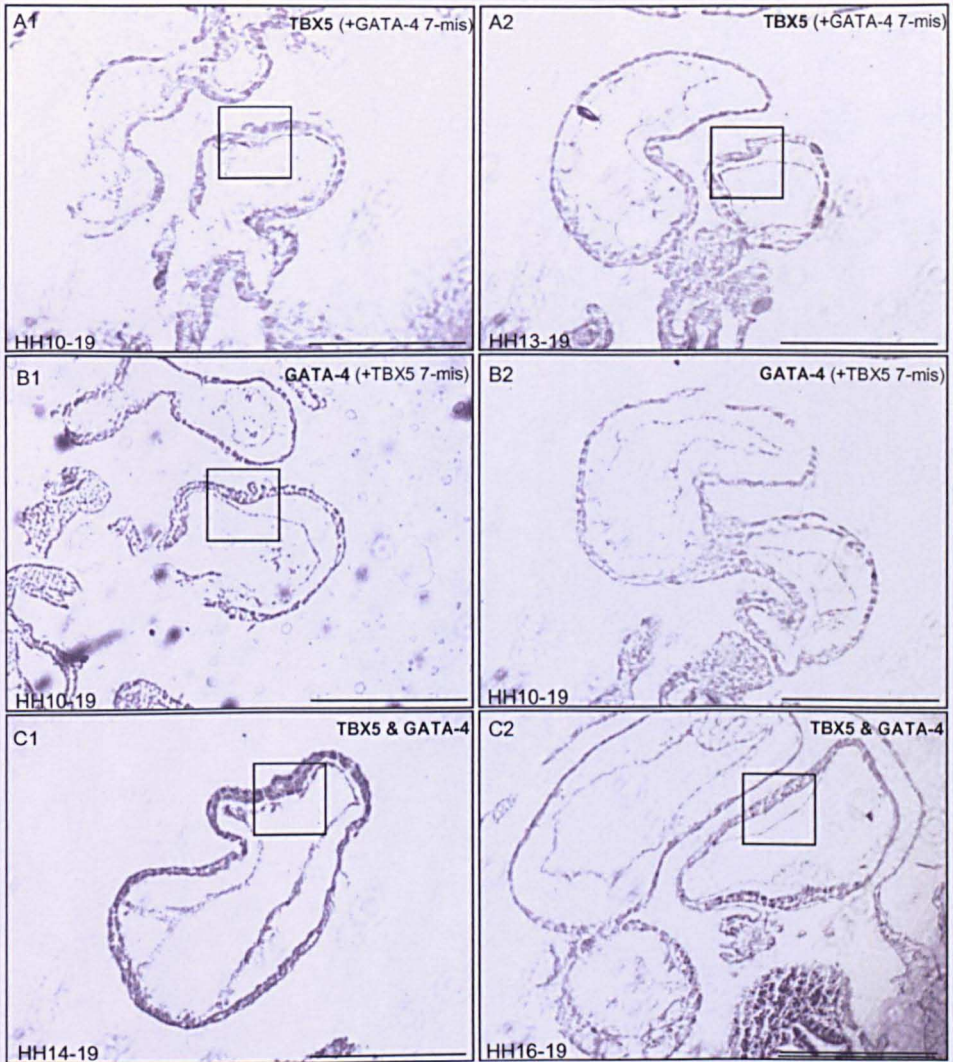 A1 TBX5 (+GATA-4 7-mis)
HH10-19
A2 TBX5 (+GATA-4 7-mis)
HH13-19
B1 GATA-4 (+TBX5 7-mis)
HH10-19
B2 GATA-4 (+TBX5 7-mis)
HH10-19
C1 TBX5 & GATA-4
HH14-19
C2 TBX5 & GATA-4
HH16-19